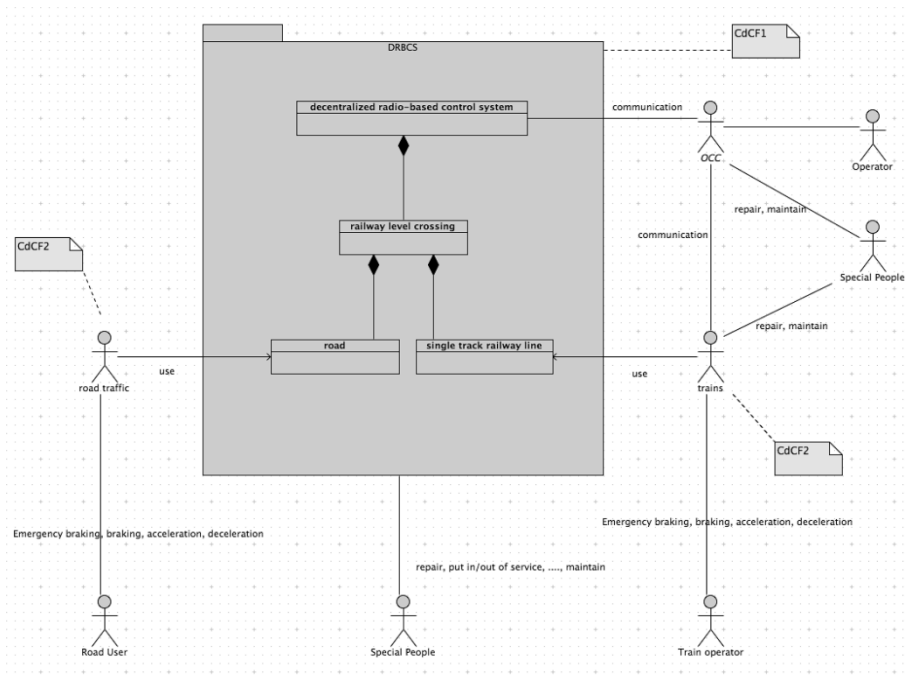 CdCF1
DRBCS
decentralized radio-based control system
communication
OCC
Operator
repair, maintain
railway level crossing
communication
CdCF2
Special People
repair, maintain
road
single track railway line
use
use
road traffic
trains
CdCF2
Emergency braking, braking, acceleration, deceleration
Emergency braking, braking, acceleration, deceleration
repair, put in/out of service, ...., maintain
Road User
Special People
Train operator